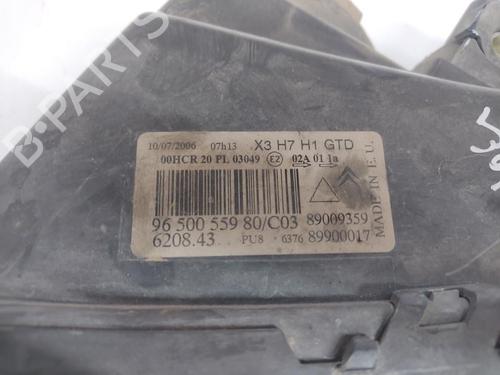 10/07/2006 07h13 X3 H7 H1 GTD
00HCR 20 PL 03049 E2 02A 01 1a
96 500 559 80/C03 89009359
6208.43 PU8 6376 89900017
MADE IN E.U.
B-PARTS